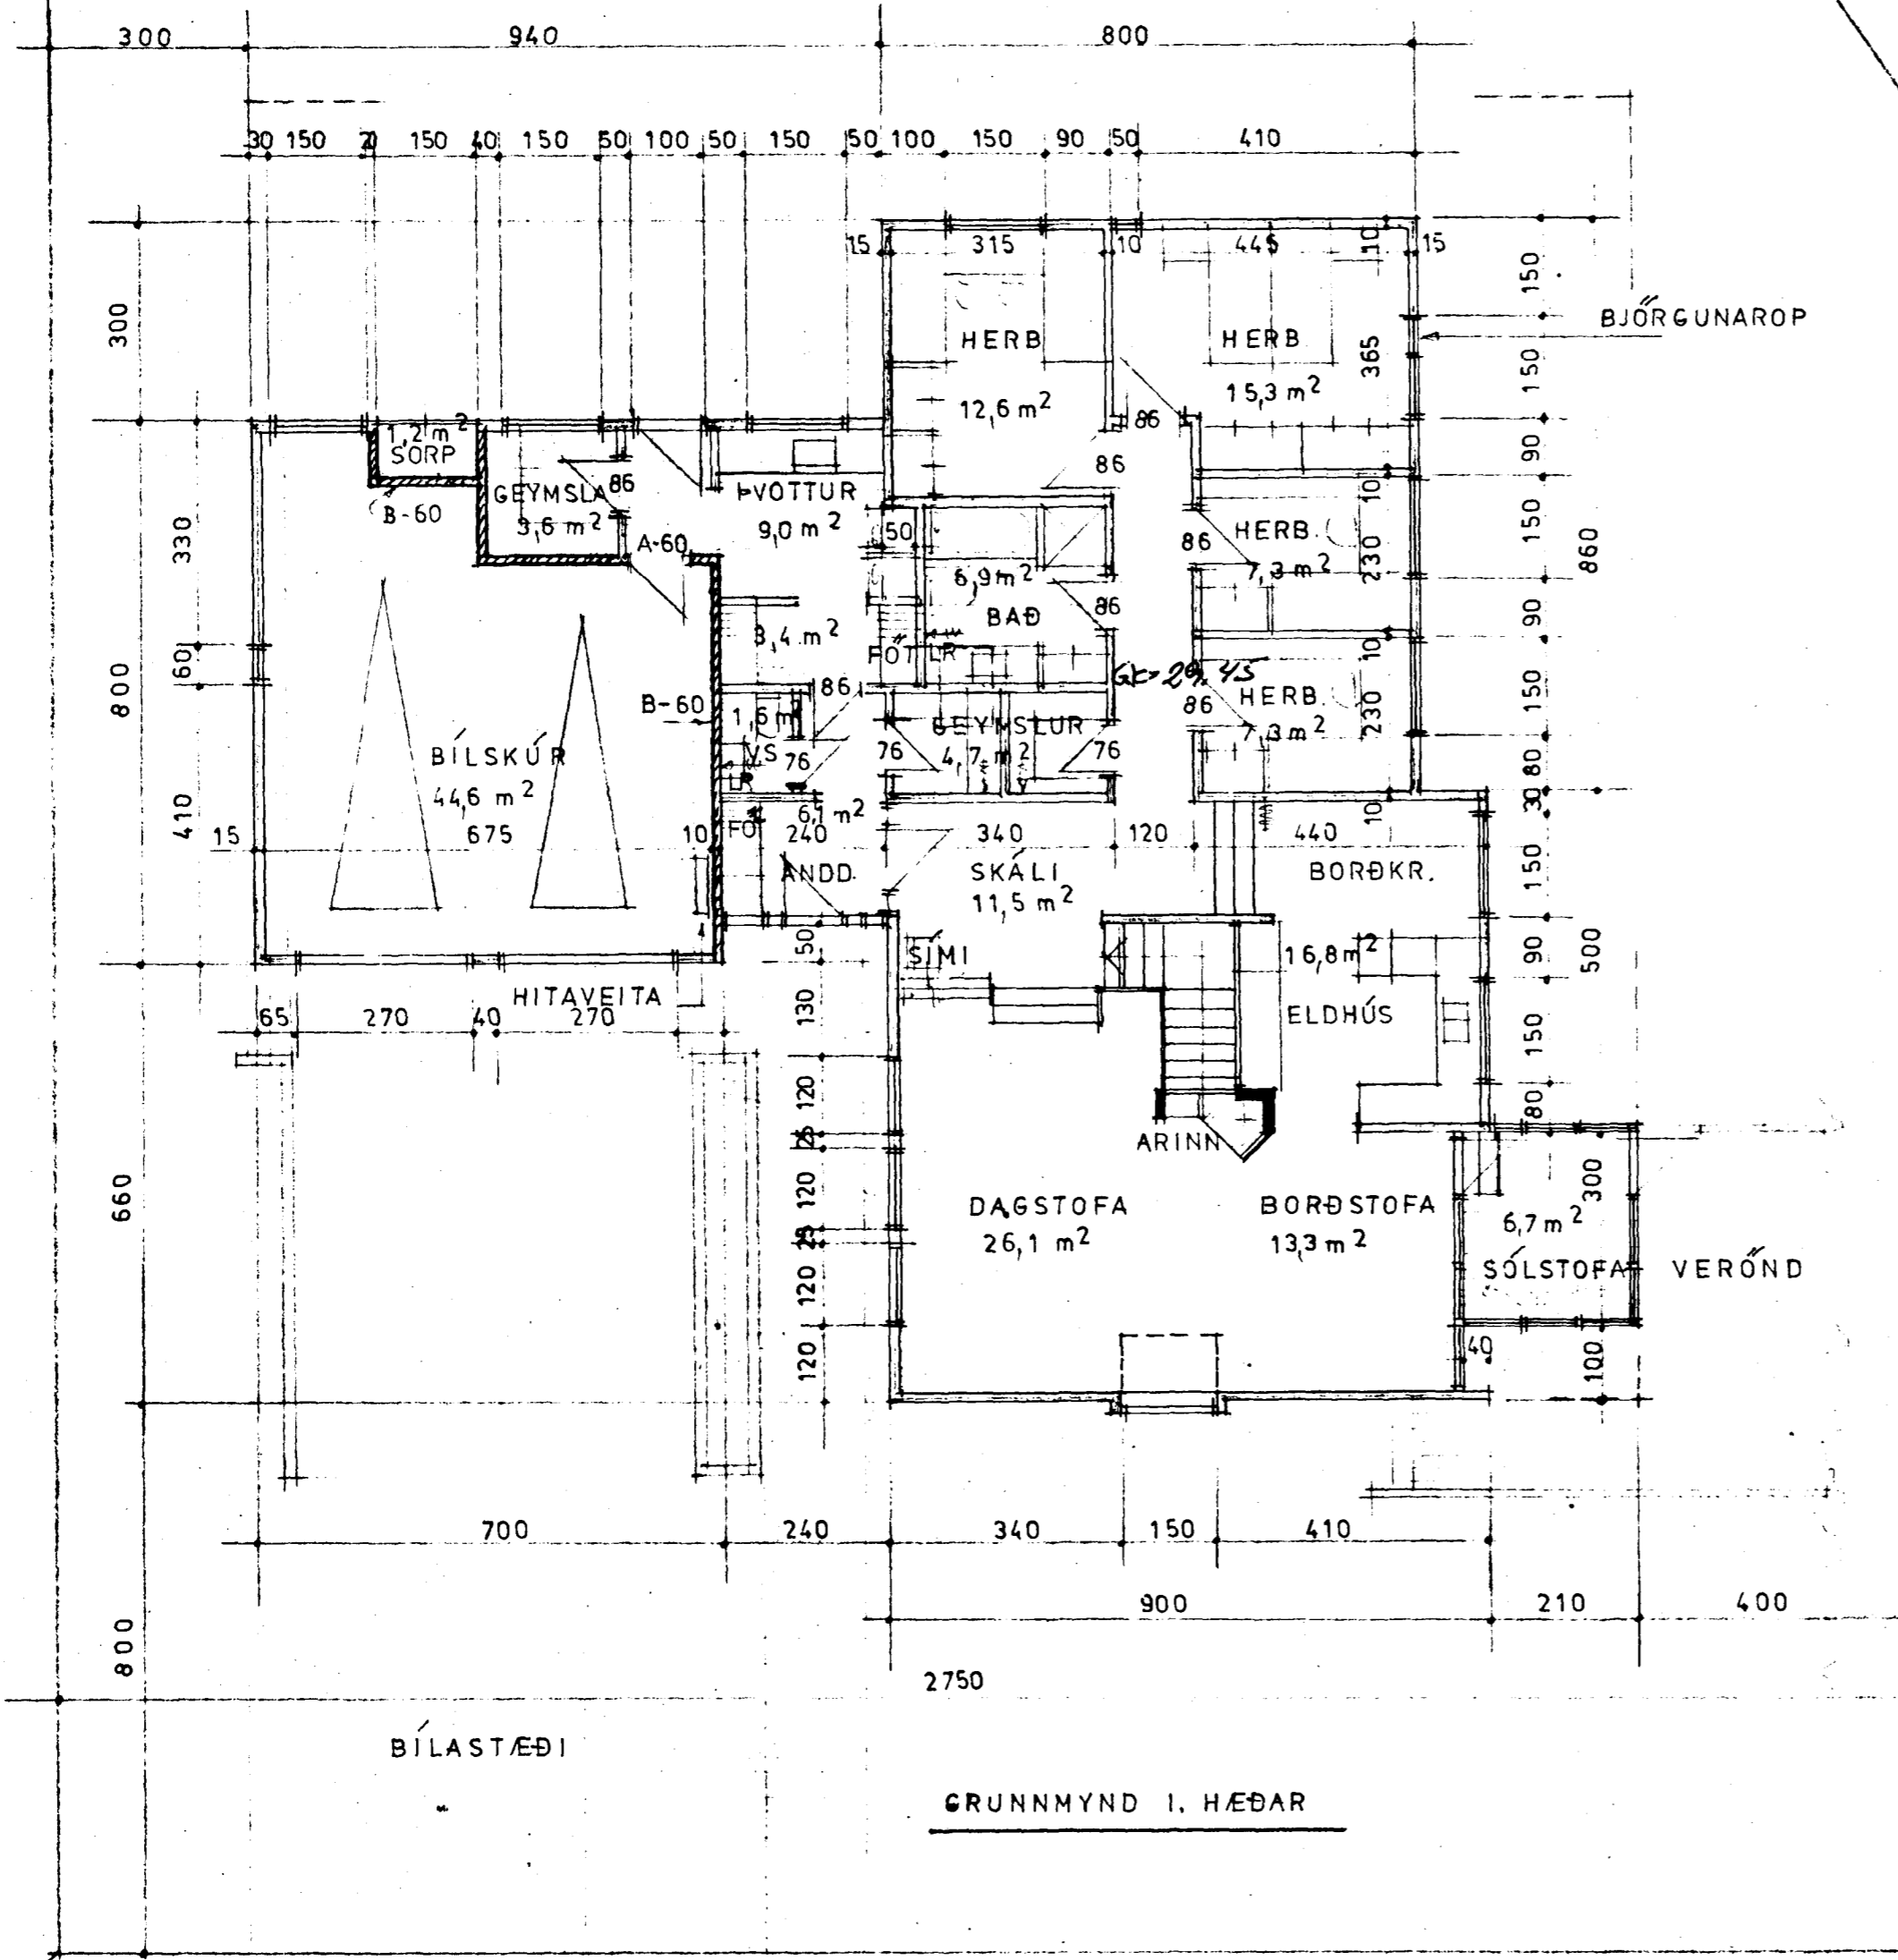 300 940 800
30 150 20 150 40 150 50 100 50 150 50 100 150 90 50 410
15 315 10 445 10 15
150
BJÖRGUNAROP
300
HERB
12,6 m²
HERB
15,3 m²
365
150
86
86
90
1,2 m²
SORP
B-60
GEYMSLA
3,6 m²
86
ÞVOTTUR
9,0 m²
A-60
50
10
HERB.
7,3 m²
86
230
150
860
330
6,9 m²
BAÐ
86
90
3,4 m²
FÖT
LR
10
60
800
GK=29,45
86
HERB.
7,3 m²
86
230
150
B-60
1,6 m²
VS
76
LR
76
GEYMSLUR
4,7 m²
76
80
BÍLSKÚR
44,6 m²
410
15 675 10
6,1 m²
FÖ
240 340 120 440
10
30
ANDD.
SKÁLI
11,5 m²
BORÐKR.
150
50
SÍMI
16,8 m²
90
500
HITAVEITA
65 270 40 270
130
ELDHÚS
150
120
80
25
ARINN
660
120
DAGSTOFA
26,1 m²
BORÐSTOFA
13,3 m²
300
6,7 m²
25
SÓLSTOFA
VERÖND
120
120
40
100
700 240 340 150 410
900 210 400
800
2750
BÍLASTÆÐI
GRUNNMYND I. HÆÐAR